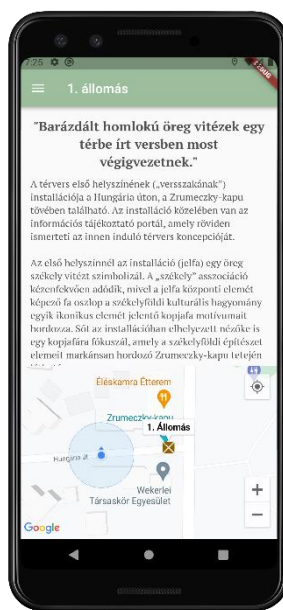 7:25
DEBUG
1. állomás
"Barázdált homlokú öreg vitézek egy
térbe írt versben most
végigvezetnek."
A térvers első helyszínének („versszakának")
installációja a Hungária úton, a Zrumeczky-kapu
tövében található. Az installáció közelében van az
információs tájékoztató portál, amely röviden
ismerteti az innen induló térvers koncepcióját.
Az első helyszínnél az installáció (jelfa) egy öreg
székely vitézt szimbolizál. A „székely" asszociáció
kézenfekvően adódik, mivel a jelfa központi elemét
képező fa oszlop a székelyföldi kulturális hagyomány
egyik ikonikus elemét jelentő kopjafa motívumait
hordozza. Sőt az installációban elhelyezett nézőke is
egy kopjafára fókuszál, amely a székelyföldi építészet
elemeit markánsan hordozó Zrumeczky-kapu tetején
Éléskamra Étterem
Zrumeczky-kapu
1. Állomás
Hungária út
Wekerlei
Társaskör Egyesület
Google